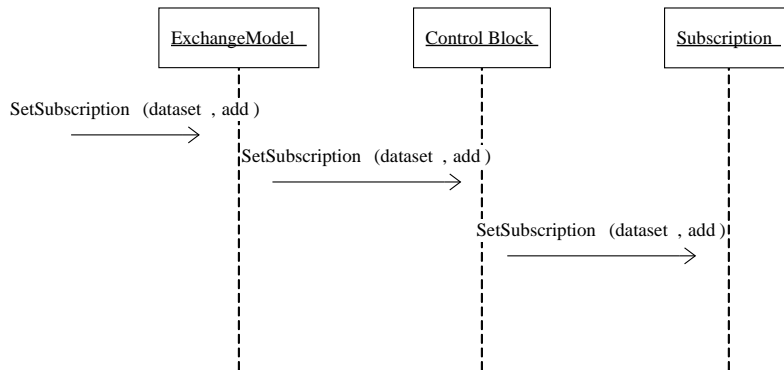 ExchangeModel
Control Block
Subscription
SetSubscription (dataset , add )
SetSubscription (dataset , add )
SetSubscription (dataset , add )